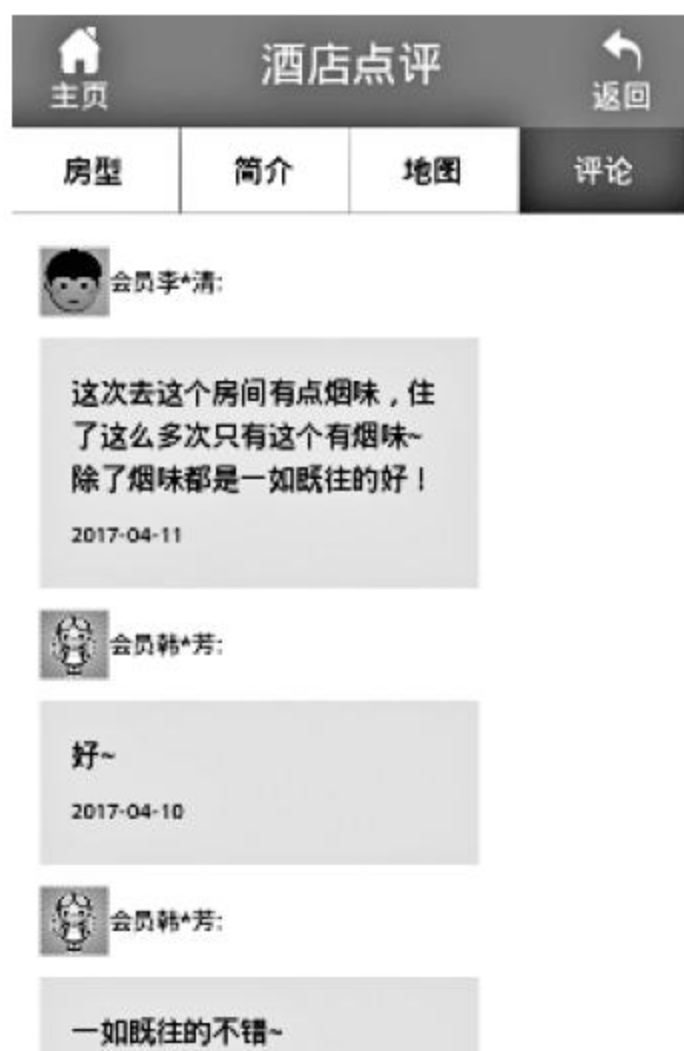 主页
酒店点评
返回
房型
简介
地图
评论
会员李*清:
这次去这个房间有点烟味，住
了这么多次只有这个有烟味~
除了烟味都是一如既往的好！
2017-04-11
会员韩*芳:
好~
2017-04-10
会员韩*芳:
一如既往的不错~